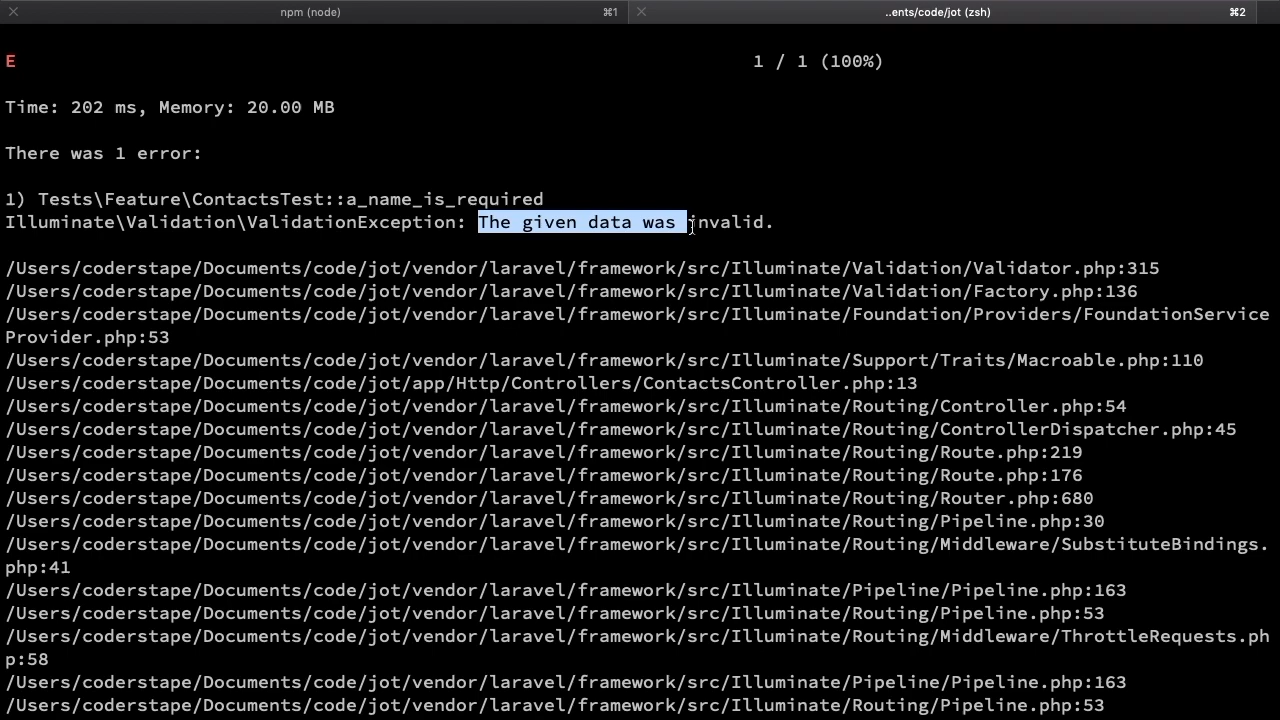 npm (node) ⌘1 ..ents/code/jot (zsh) ⌘2
E 1 / 1 (100%)
Time: 202 ms, Memory: 20.00 MB
There was 1 error:
1) Tests\Feature\ContactsTest::a_name_is_required
Illuminate\Validation\ValidationException: The given data was invalid.
/Users/coderstape/Documents/code/jot/vendor/laravel/framework/src/Illuminate/Validation/Validator.php:315
/Users/coderstape/Documents/code/jot/vendor/laravel/framework/src/Illuminate/Validation/Factory.php:136
/Users/coderstape/Documents/code/jot/vendor/laravel/framework/src/Illuminate/Foundation/Providers/FoundationService
Provider.php:53
/Users/coderstape/Documents/code/jot/vendor/laravel/framework/src/Illuminate/Support/Traits/Macroable.php:110
/Users/coderstape/Documents/code/jot/app/Http/Controllers/ContactsController.php:13
/Users/coderstape/Documents/code/jot/vendor/laravel/framework/src/Illuminate/Routing/Controller.php:54
/Users/coderstape/Documents/code/jot/vendor/laravel/framework/src/Illuminate/Routing/ControllerDispatcher.php:45
/Users/coderstape/Documents/code/jot/vendor/laravel/framework/src/Illuminate/Routing/Route.php:219
/Users/coderstape/Documents/code/jot/vendor/laravel/framework/src/Illuminate/Routing/Route.php:176
/Users/coderstape/Documents/code/jot/vendor/laravel/framework/src/Illuminate/Routing/Router.php:680
/Users/coderstape/Documents/code/jot/vendor/laravel/framework/src/Illuminate/Routing/Pipeline.php:30
/Users/coderstape/Documents/code/jot/vendor/laravel/framework/src/Illuminate/Routing/Middleware/SubstituteBindings.
php:41
/Users/coderstape/Documents/code/jot/vendor/laravel/framework/src/Illuminate/Pipeline/Pipeline.php:163
/Users/coderstape/Documents/code/jot/vendor/laravel/framework/src/Illuminate/Routing/Pipeline.php:53
/Users/coderstape/Documents/code/jot/vendor/laravel/framework/src/Illuminate/Routing/Middleware/ThrottleRequests.ph
p:58
/Users/coderstape/Documents/code/jot/vendor/laravel/framework/src/Illuminate/Pipeline/Pipeline.php:163
/Users/coderstape/Documents/code/jot/vendor/laravel/framework/src/Illuminate/Routing/Pipeline.php:53